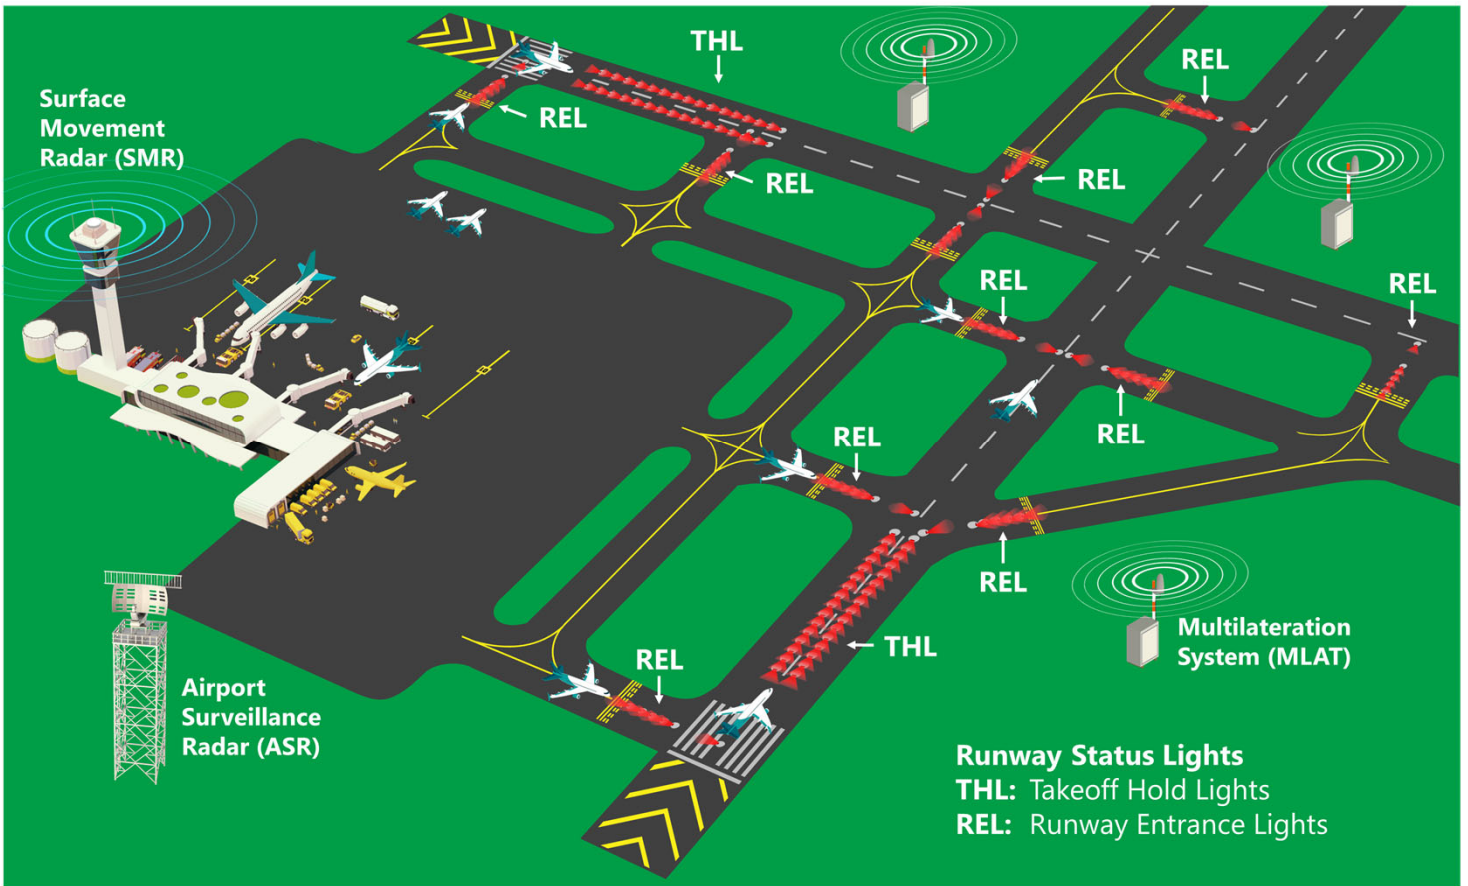 THL
REL
Surface
Movement
Radar (SMR)
REL
REL
REL
REL
REL
REL
REL
REL
REL
THL
REL
Multilateration
System (MLAT)
Airport
Surveillance
Radar (ASR)
Runway Status Lights
THL: Takeoff Hold Lights
REL: Runway Entrance Lights